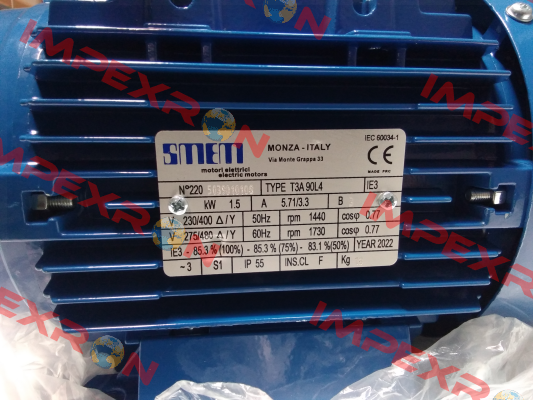 IMPEXRON
SMEM
motori elettrici
electric motors
MONZA - ITALY
Via Monte Grappa 33
IEC 60034-1
CE
MADE PRC
N°220 TYPE T3A 90L4 IE3
kW 1.5 A 5.71/3.3 B
V~ 230/400 Δ/Y 50Hz rpm 1440 cosφ 0.77
V~ 275/480 Δ/Y 60Hz rpm 1730 cosφ 0.77
IE3 - 85.3 % (100%) - 85.3 % (75%) - 83.1 % (50%) YEAR 2022
~ 3 S1 IP 55 INS.CL F Kg